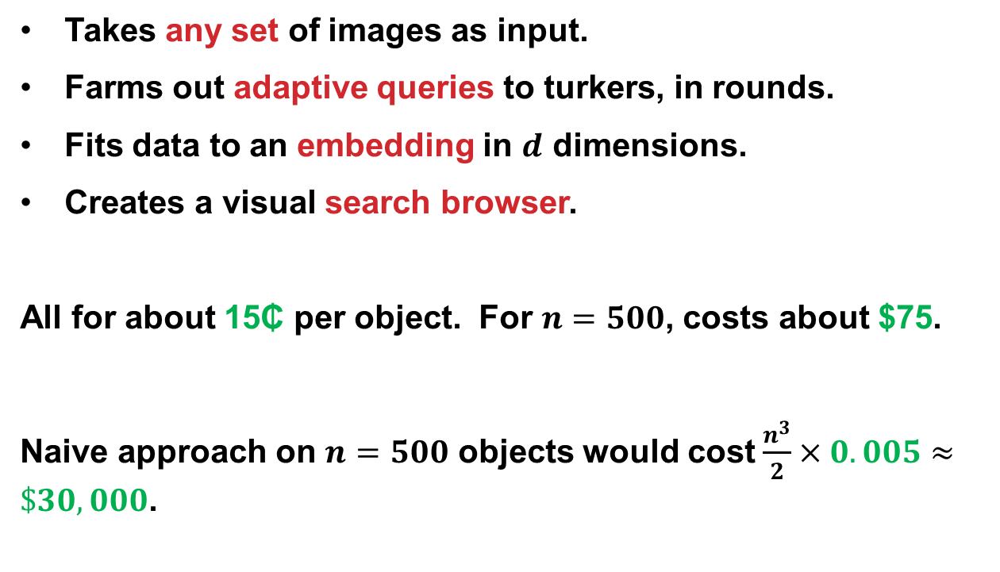 • Takes any set of images as input.
• Farms out adaptive queries to turkers, in rounds.
• Fits data to an embedding in d dimensions.
• Creates a visual search browser.
All for about 15₵ per object. For n = 500, costs about $75.
Naive approach on n = 500 objects would cost n³/2 × 0.005 ≈
$30,000.